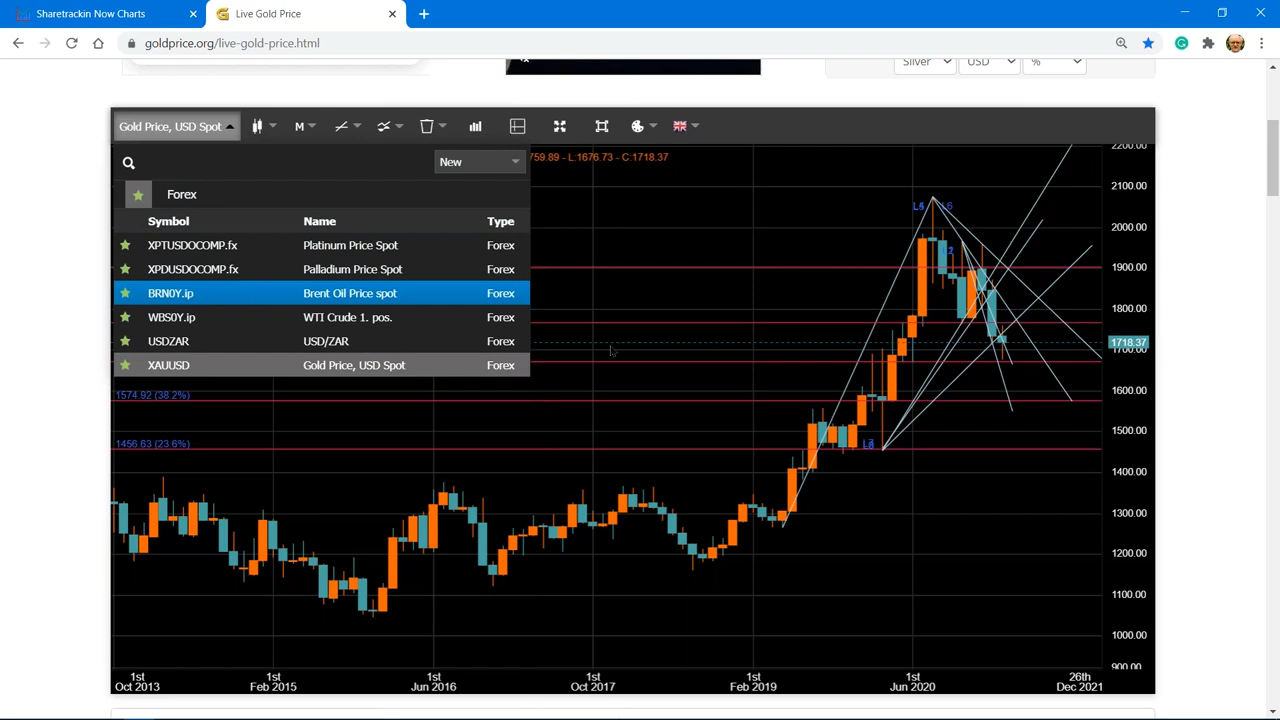 Sharetrackin Now Charts
Live Gold Price
goldprice.org/live-gold-price.html
Silver USD %
Gold Price, USD Spot M
New
759.89 - L:1676.73 - C:1718.37
Forex
Symbol Name Type
XPTUSDOCOMP.fx Platinum Price Spot Forex
XPDUSDOCOMP.fx Palladium Price Spot Forex
BRN0Y.ip Brent Oil Price spot Forex
WBS0Y.ip WTI Crude 1. pos. Forex
USDZAR USD/ZAR Forex
XAUUSD Gold Price, USD Spot Forex
1574.92 (38.2%)
1456.63 (23.6%)
L6
2200.00
2100.00
2000.00
1900.00
1800.00
1718.37
1700.00
1600.00
1500.00
1400.00
1300.00
1200.00
1100.00
1000.00
900.00
1st
Oct 2013
1st
Feb 2015
1st
Jun 2016
1st
Oct 2017
1st
Feb 2019
1st
Jun 2020
26th
Dec 2021